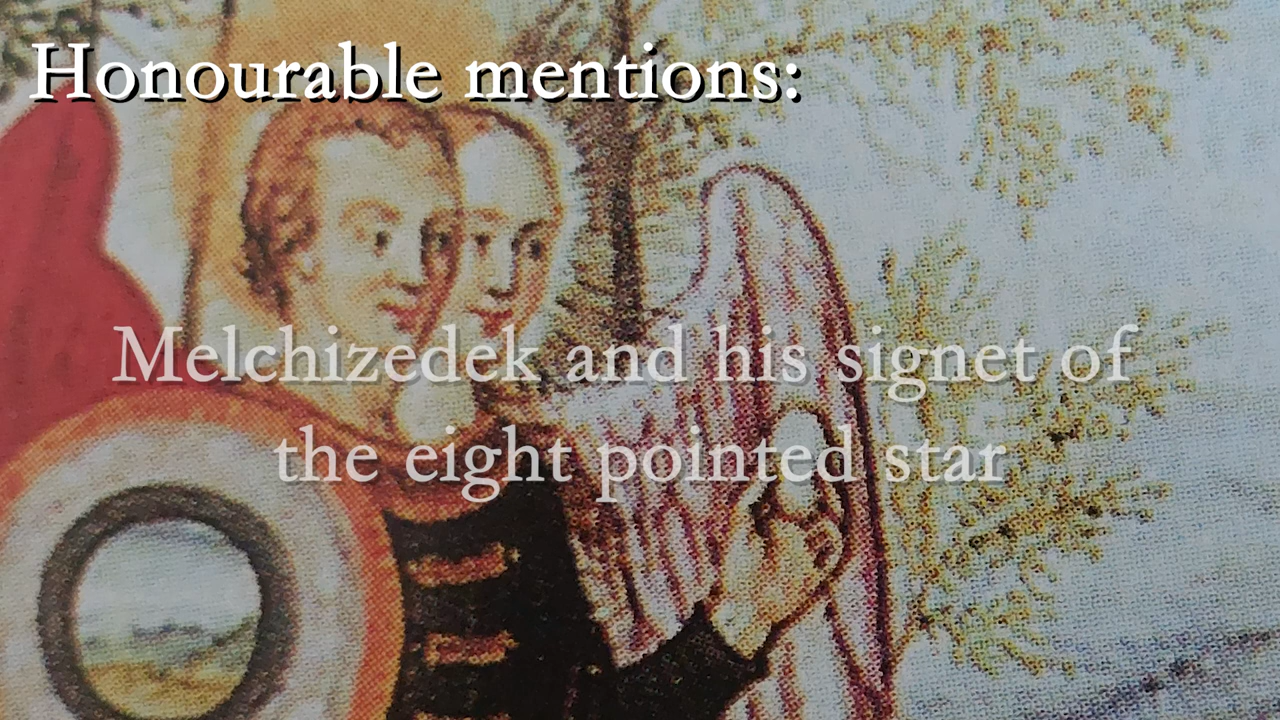 Honourable mentions:
Melchizedek and his signet of
the eight pointed star